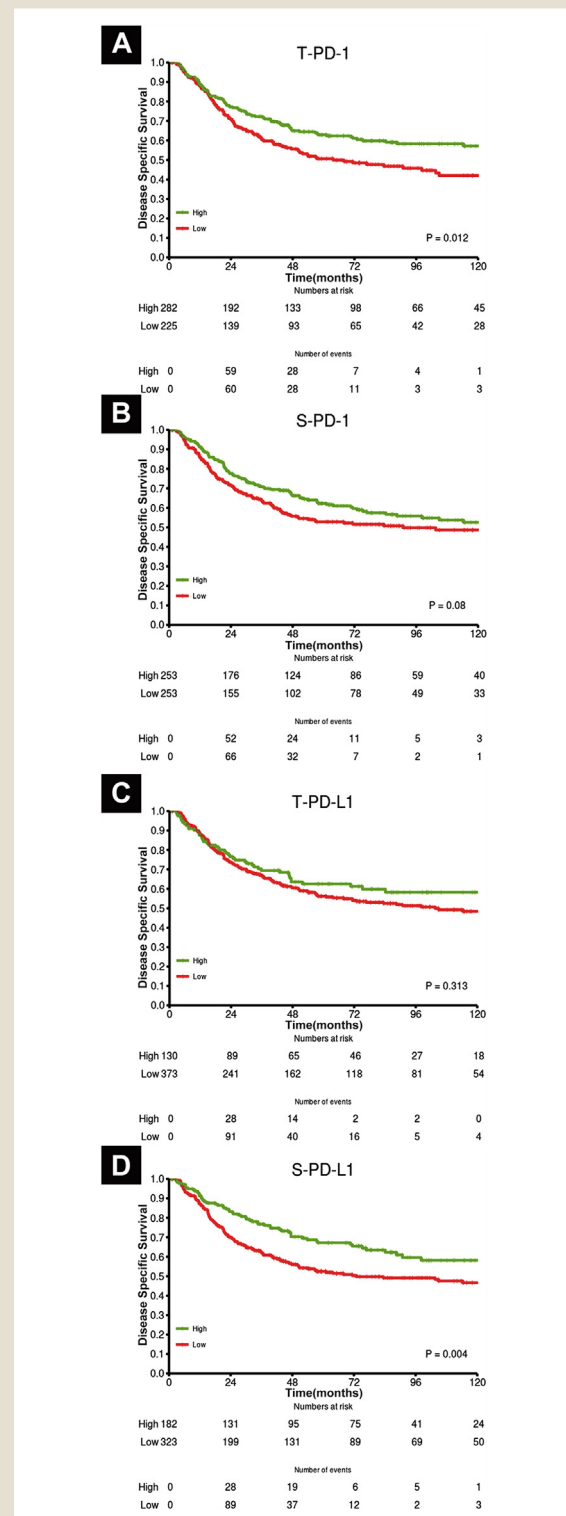 A
T-PD-1
Disease Specific Survival
1.0
0.9
0.8
0.7
0.6
0.5
0.4
0.3
0.2
0.1
0.0
High
Low
P = 0.012
0 24 48 72 96 120
Time(months)
Numbers at risk
High 282 192 133 98 66 45
Low 225 139 93 65 42 28
Number of events
High 0 59 28 7 4 1
Low 0 60 28 11 3 3
B
S-PD-1
Disease Specific Survival
1.0
0.9
0.8
0.7
0.6
0.5
0.4
0.3
0.2
0.1
0.0
High
Low
P = 0.08
0 24 48 72 96 120
Time(months)
Numbers at risk
High 253 176 124 86 59 40
Low 253 155 102 78 49 33
Number of events
High 0 52 24 11 5 3
Low 0 66 32 7 2 1
C
T-PD-L1
Disease Specific Survival
1.0
0.9
0.8
0.7
0.6
0.5
0.4
0.3
0.2
0.1
0.0
High
Low
P = 0.313
0 24 48 72 96 120
Time(months)
Numbers at risk
High 130 89 65 46 27 18
Low 373 241 162 118 81 54
Number of events
High 0 28 14 2 2 0
Low 0 91 40 16 5 4
D
S-PD-L1
Disease Specific Survival
1.0
0.9
0.8
0.7
0.6
0.5
0.4
0.3
0.2
0.1
0.0
High
Low
P = 0.004
0 24 48 72 96 120
Time(months)
Numbers at risk
High 182 131 95 75 41 24
Low 323 199 131 89 69 50
Number of events
High 0 28 19 6 5 1
Low 0 89 37 12 2 3